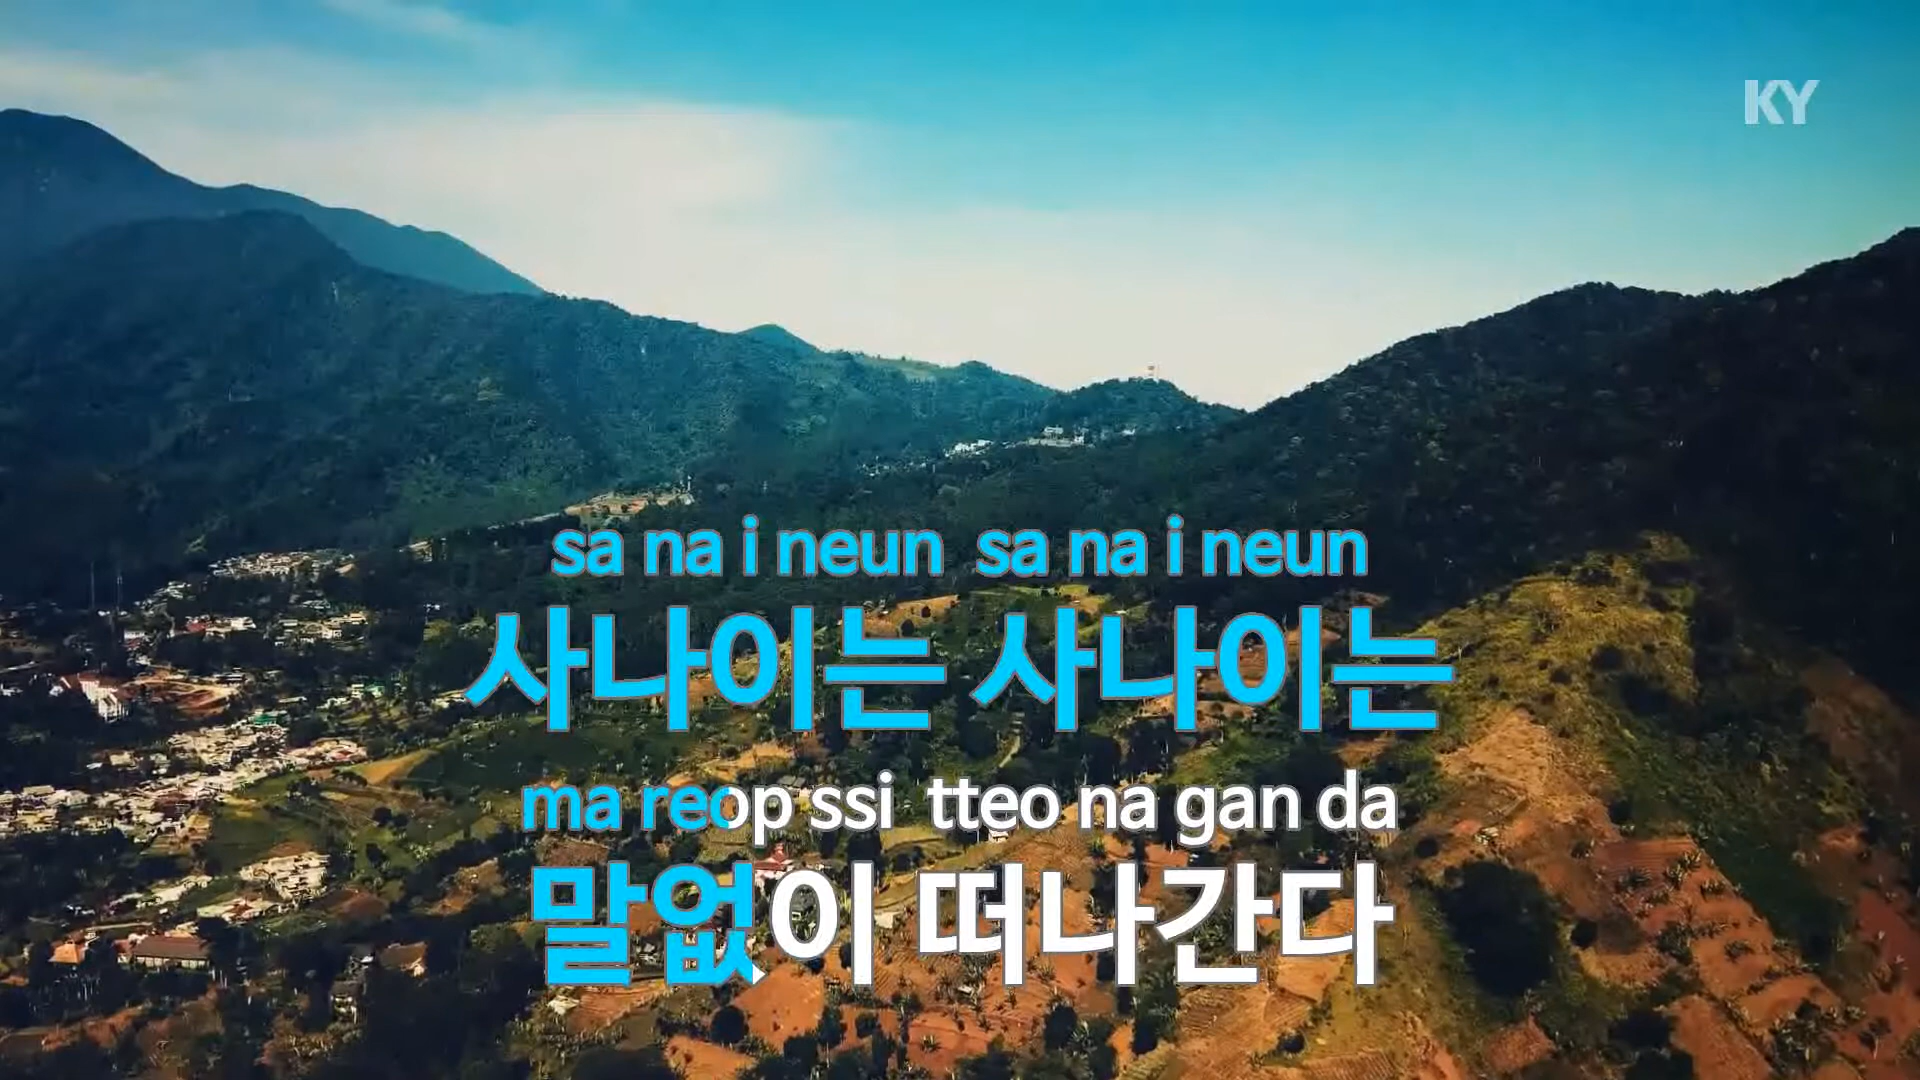 KY
sa na i neun sa na i neun
사나이는 사나이는
ma reop ssi tteo na gan da
말없이 떠나간다